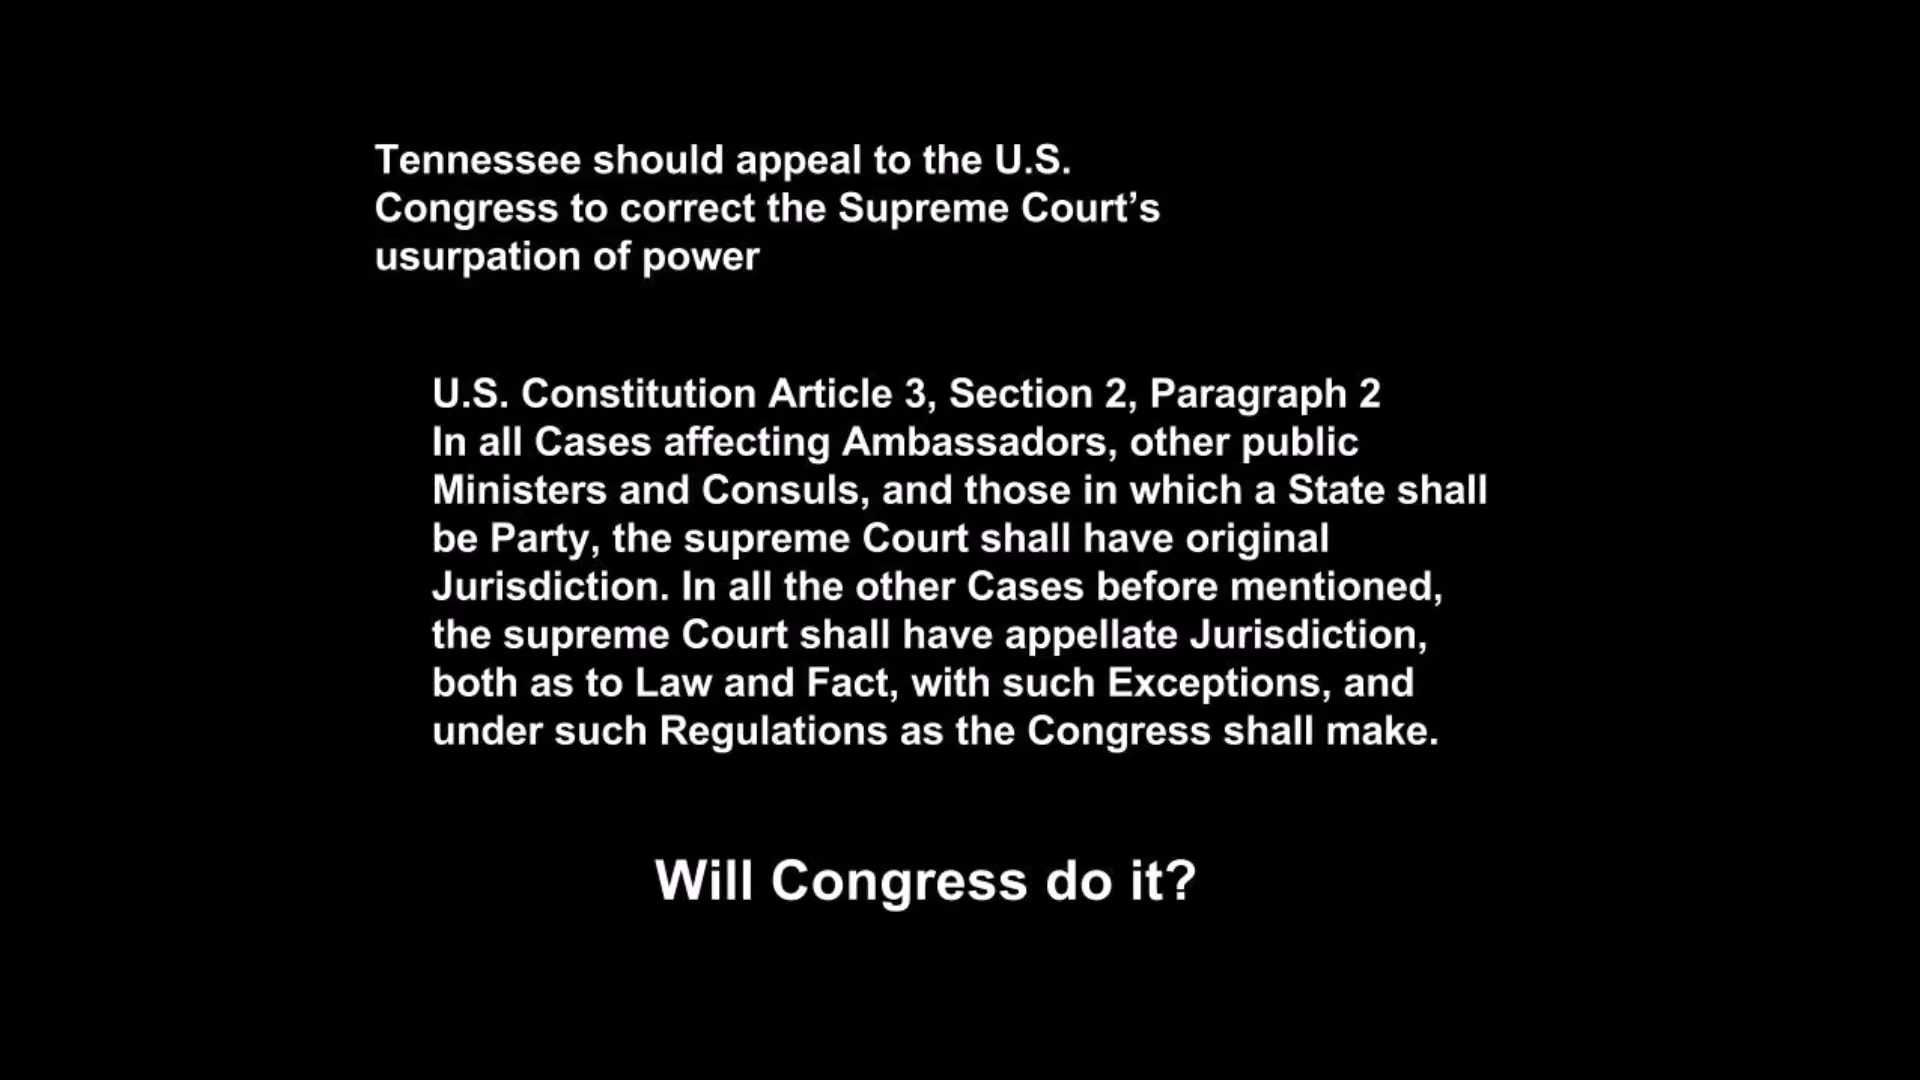 Tennessee should appeal to the U.S.
Congress to correct the Supreme Court’s
usurpation of power
U.S. Constitution Article 3, Section 2, Paragraph 2
In all Cases affecting Ambassadors, other public
Ministers and Consuls, and those in which a State shall
be Party, the supreme Court shall have original
Jurisdiction. In all the other Cases before mentioned,
the supreme Court shall have appellate Jurisdiction,
both as to Law and Fact, with such Exceptions, and
under such Regulations as the Congress shall make.
Will Congress do it?